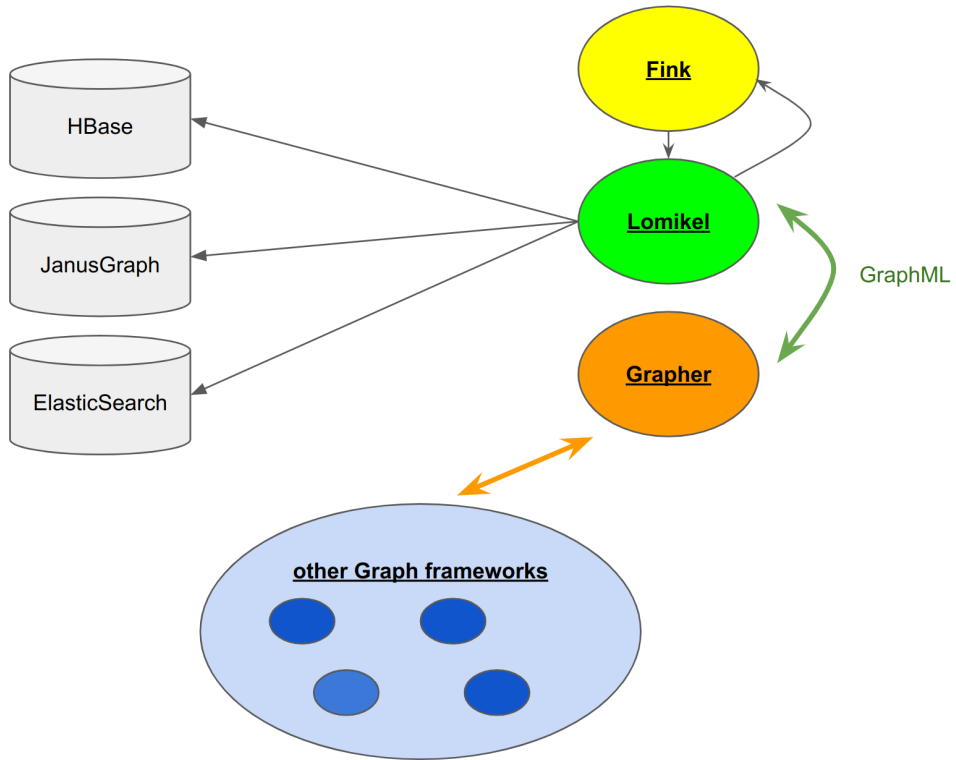 Fink
HBase
Lomikel
JanusGraph
GraphML
Grapher
ElasticSearch
other Graph frameworks